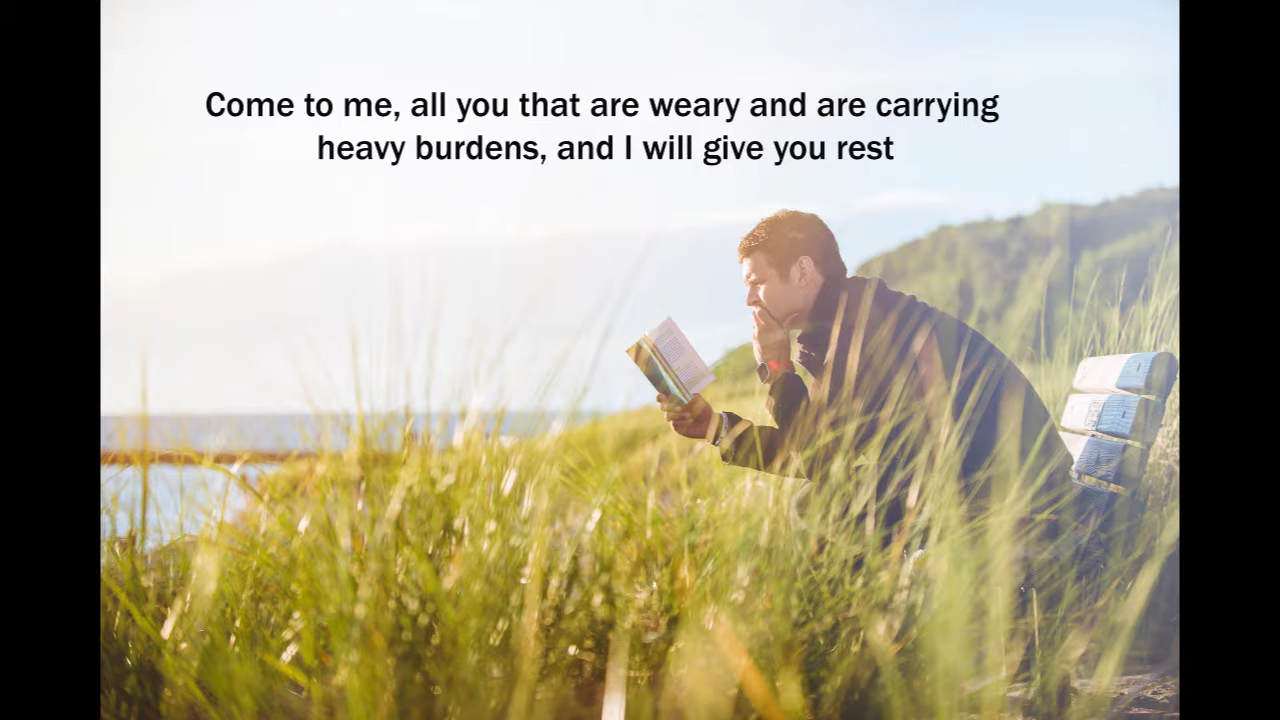 Come to me, all you that are weary and are carrying
heavy burdens, and I will give you rest